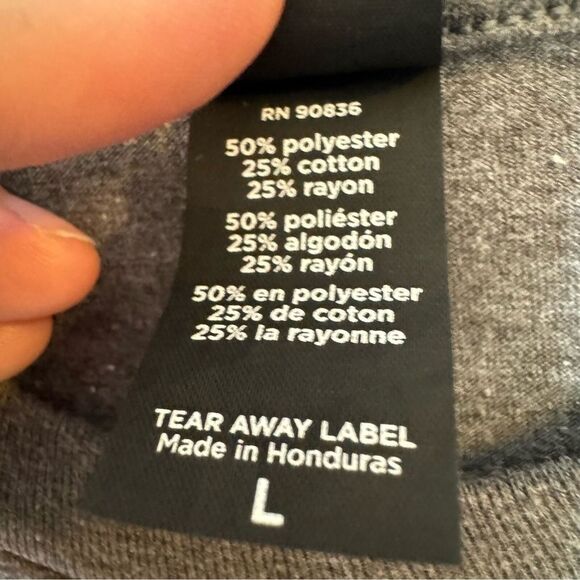 RN 90836
50% polyester
25% cotton
25% rayon
50% poliéster
25% algodón
25% rayón
50% en polyester
25% de coton
25% la rayonne
TEAR AWAY LABEL
Made in Honduras
L